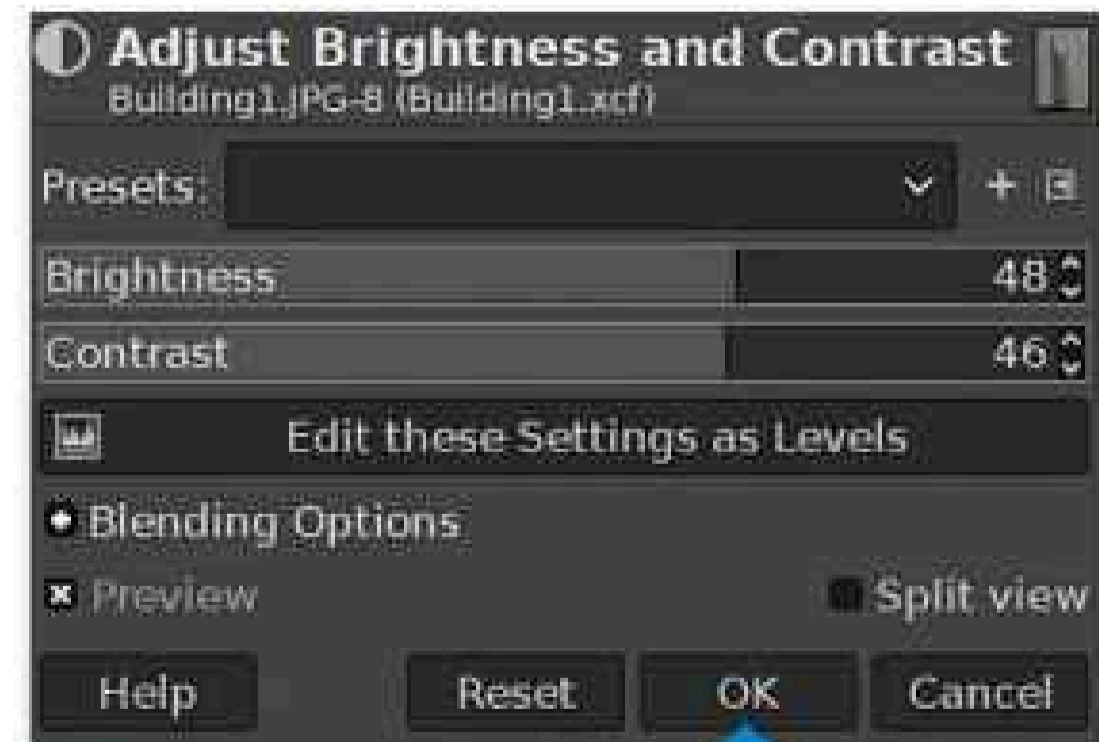 Adjust Brightness and Contrast
Building1.JPG-8 (Building1.xcf)
Presets:
Brightness 48
Contrast 46
Edit these Settings as Levels
Blending Options
Preview Split view
Help Reset OK Cancel